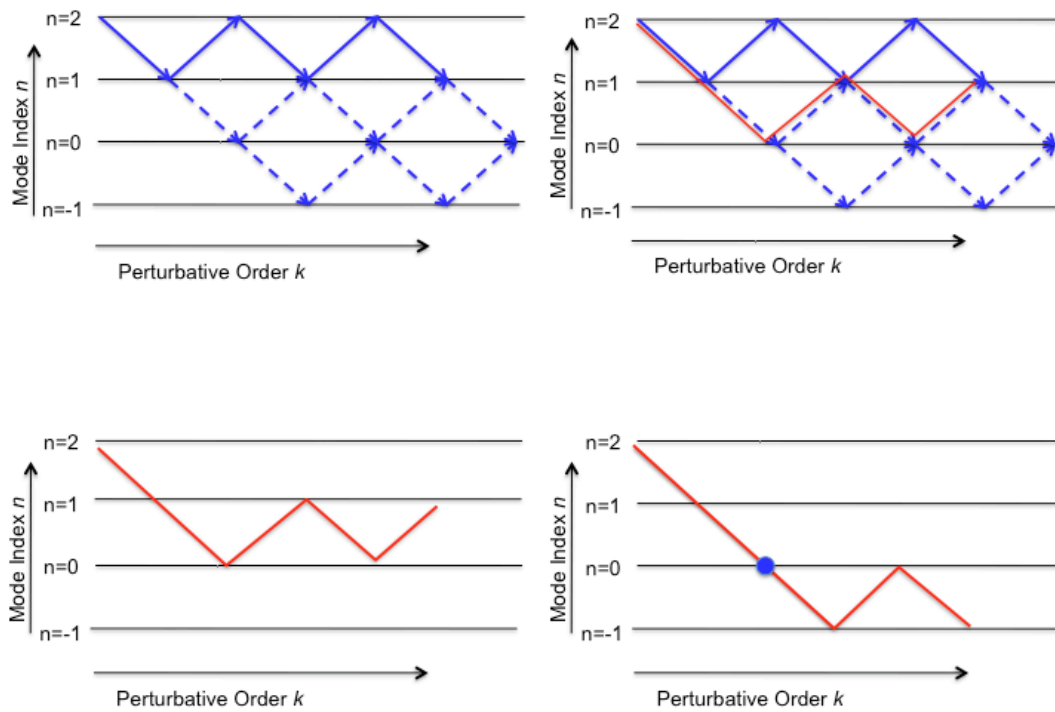 n=2
n=1
n=0
n=-1
Mode Index n
Perturbative Order k
n=2
n=1
n=0
n=-1
Mode Index n
Perturbative Order k
n=2
n=1
n=0
n=-1
Mode Index n
Perturbative Order k
n=2
n=1
n=0
n=-1
Mode Index n
Perturbative Order k